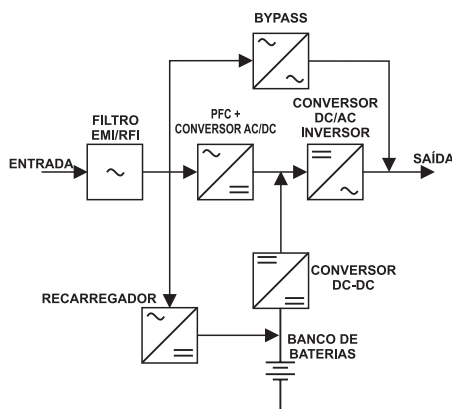 BYPASS
FILTRO
EMI/RFI
PFC +
CONVERSOR AC/DC
CONVERSOR
DC/AC
INVERSOR
ENTRADA
SAÍDA
RECARREGADOR
CONVERSOR
DC-DC
BANCO DE
BATERIAS